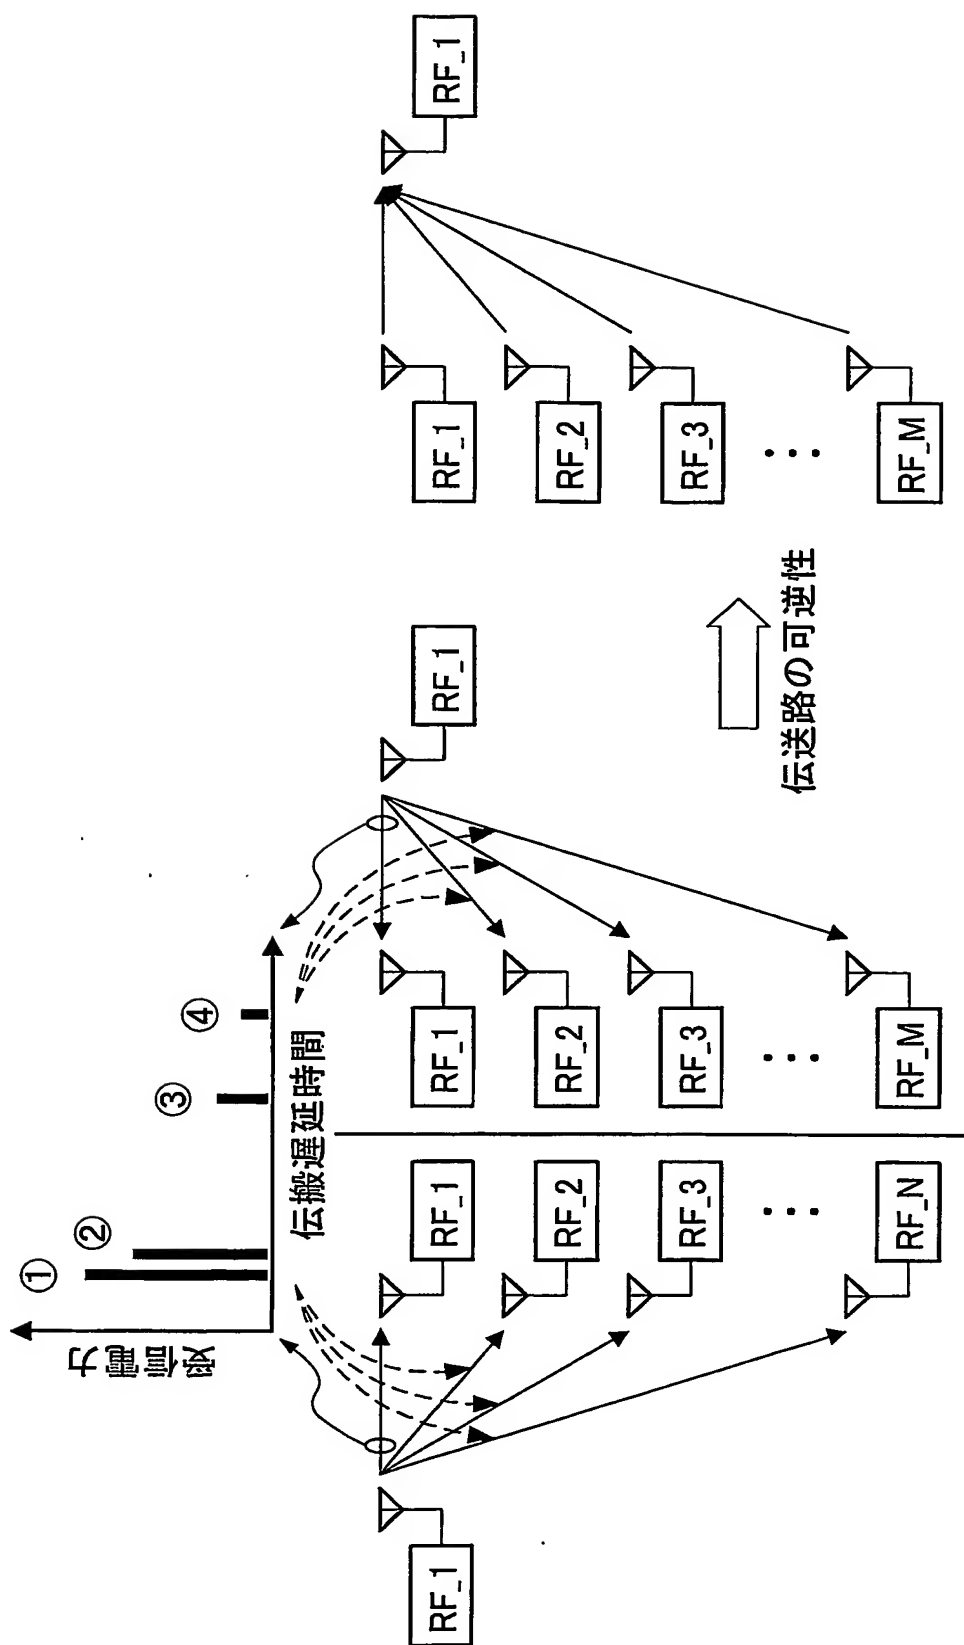 ①
②
③
④
受信電力
伝搬遅延時間
RF_1
RF_1
RF_1
RF_1
RF_1
RF_1
RF_2
RF_2
RF_2
RF_3
RF_3
RF_3
…
…
…
伝送路の可逆性
RF_N
RF_M
RF_M